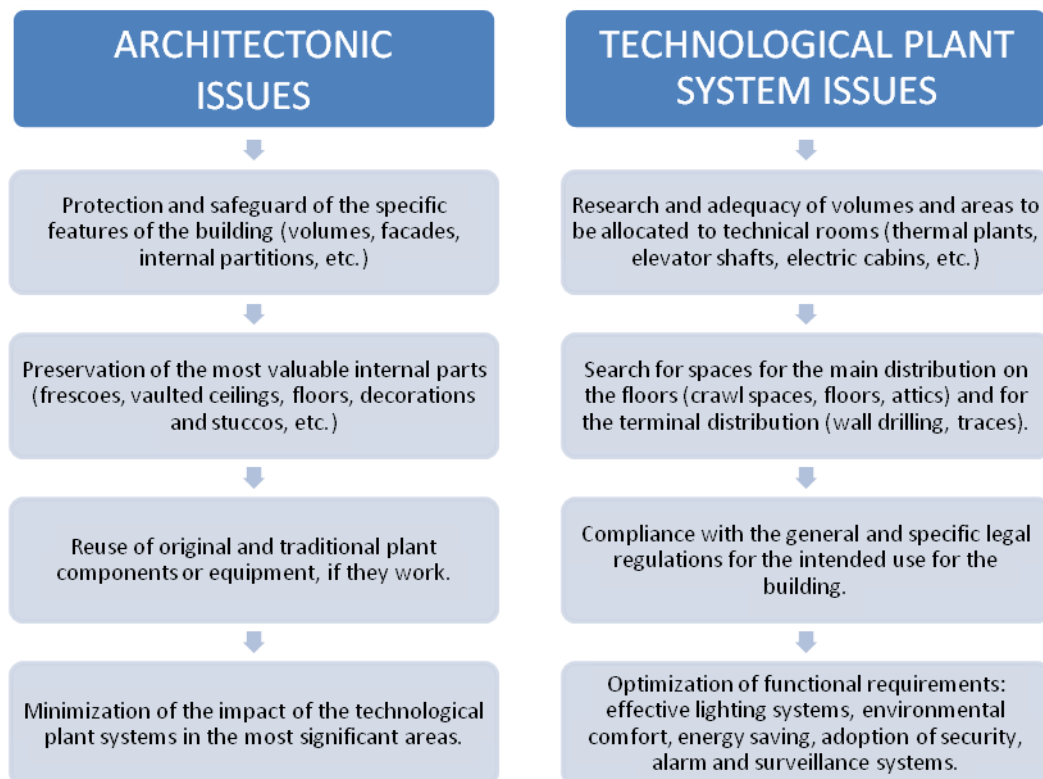 ARCHITECTONIC
ISSUES
Protection and safeguard of the specific
features of the building (volumes, facades,
internal partitions, etc.)
Preservation of the most valuable internal parts
(frescoes, vaulted ceilings, floors, decorations
and stuccos, etc.)
Reuse of original and traditional plant
components or equipment, if they work.
Minimization of the impact of the technological
plant systems in the most significant areas.
TECHNOLOGICAL PLANT
SYSTEM ISSUES
Research and adequacy of volumes and areas to
be allocated to technical rooms (thermal plants,
elevator shafts, electric cabins, etc.)
Search for spaces for the main distribution on
the floors (crawl spaces, floors, attics) and for
the terminal distribution (wall drilling, traces).
Compliance with the general and specific legal
regulations for the intended use for the
building.
Optimization of functional requirements:
effective lighting systems, environmental
comfort, energy saving, adoption of security,
alarm and surveillance systems.